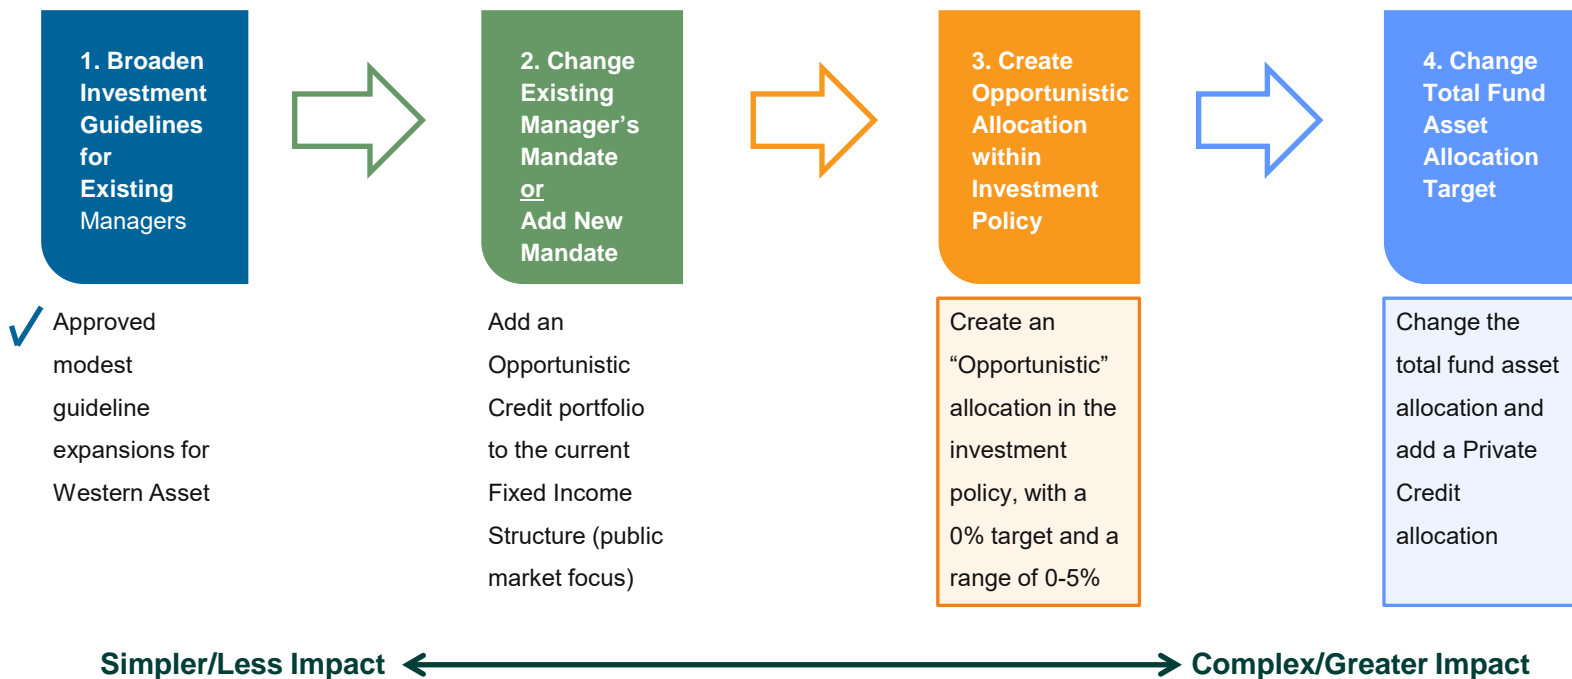 1. Broaden
Investment
Guidelines
for
Existing
Managers
2. Change
Existing
Manager’s
Mandate
or
Add New
Mandate
3. Create
Opportunistic
Allocation
within
Investment
Policy
4. Change
Total Fund
Asset
Allocation
Target
Approved
modest
guideline
expansions for
Western Asset
Add an
Opportunistic
Credit portfolio
to the current
Fixed Income
Structure (public
market focus)
Create an
“Opportunistic”
allocation in the
investment
policy, with a
0% target and a
range of 0-5%
Change the
total fund asset
allocation and
add a Private
Credit
allocation
Simpler/Less Impact
Complex/Greater Impact